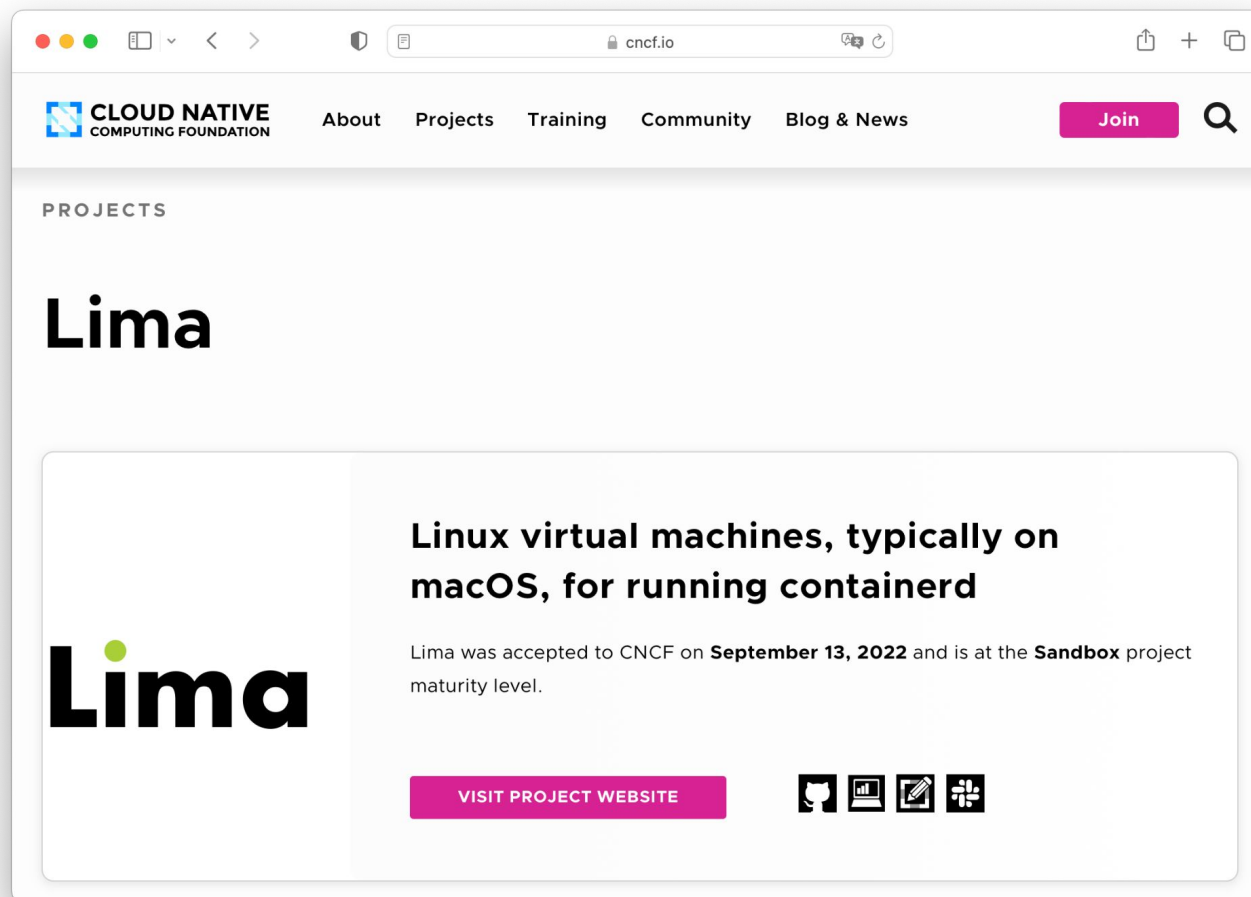 cncf.io
CLOUD NATIVE
COMPUTING FOUNDATION
About Projects Training Community Blog & News Join
PROJECTS
Lima
Linux virtual machines, typically on
macOS, for running containerd
Lima
Lima was accepted to CNCF on September 13, 2022 and is at the Sandbox project
maturity level.
VISIT PROJECT WEBSITE